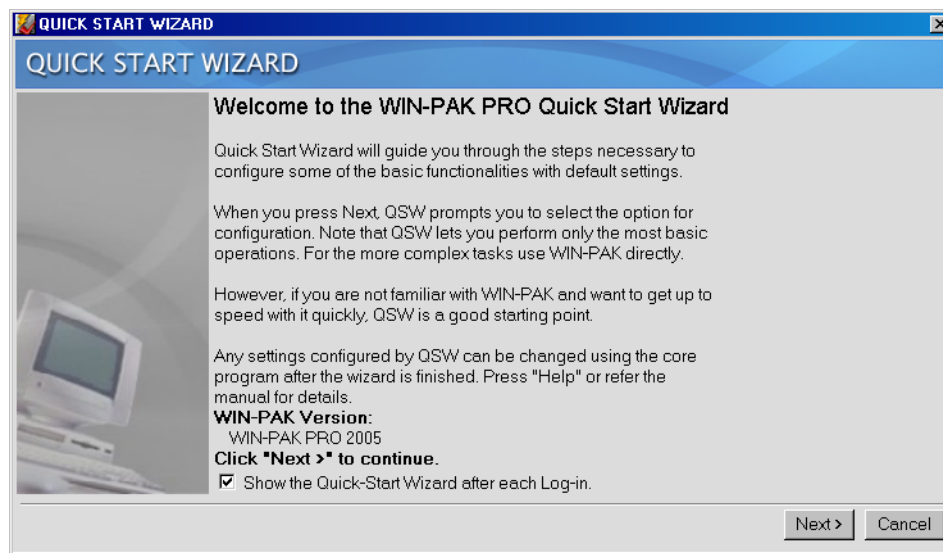 QUICK START WIZARD
QUICK START WIZARD
Welcome to the WIN-PAK PRO Quick Start Wizard
Quick Start Wizard will guide you through the steps necessary to
configure some of the basic functionalities with default settings.
When you press Next, QSW prompts you to select the option for
configuration. Note that QSW lets you perform only the most basic
operations. For the more complex tasks use WIN-PAK directly.
However, if you are not familiar with WIN-PAK and want to get up to
speed with it quickly, QSW is a good starting point.
Any settings configured by QSW can be changed using the core
program after the wizard is finished. Press "Help" or refer the
manual for details.
WIN-PAK Version:
WIN-PAK PRO 2005
Click "Next >" to continue.
Show the Quick-Start Wizard after each Log-in.
Next >
Cancel